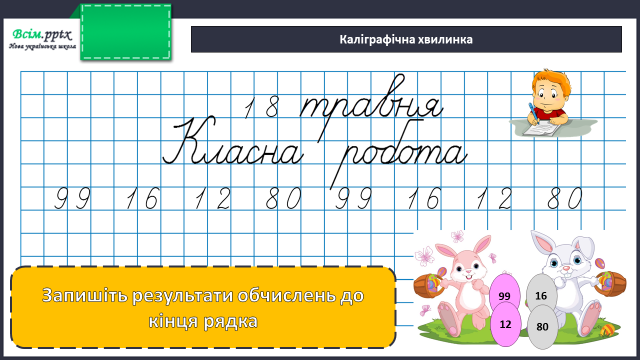 Всім.pptx
Нова українська школа
Каліграфічна хвилинка
18 травня
Класна робота
99 16 12 80 99 16 12 80
99 16
12 80
Запишіть результати обчислень до
кінця рядка